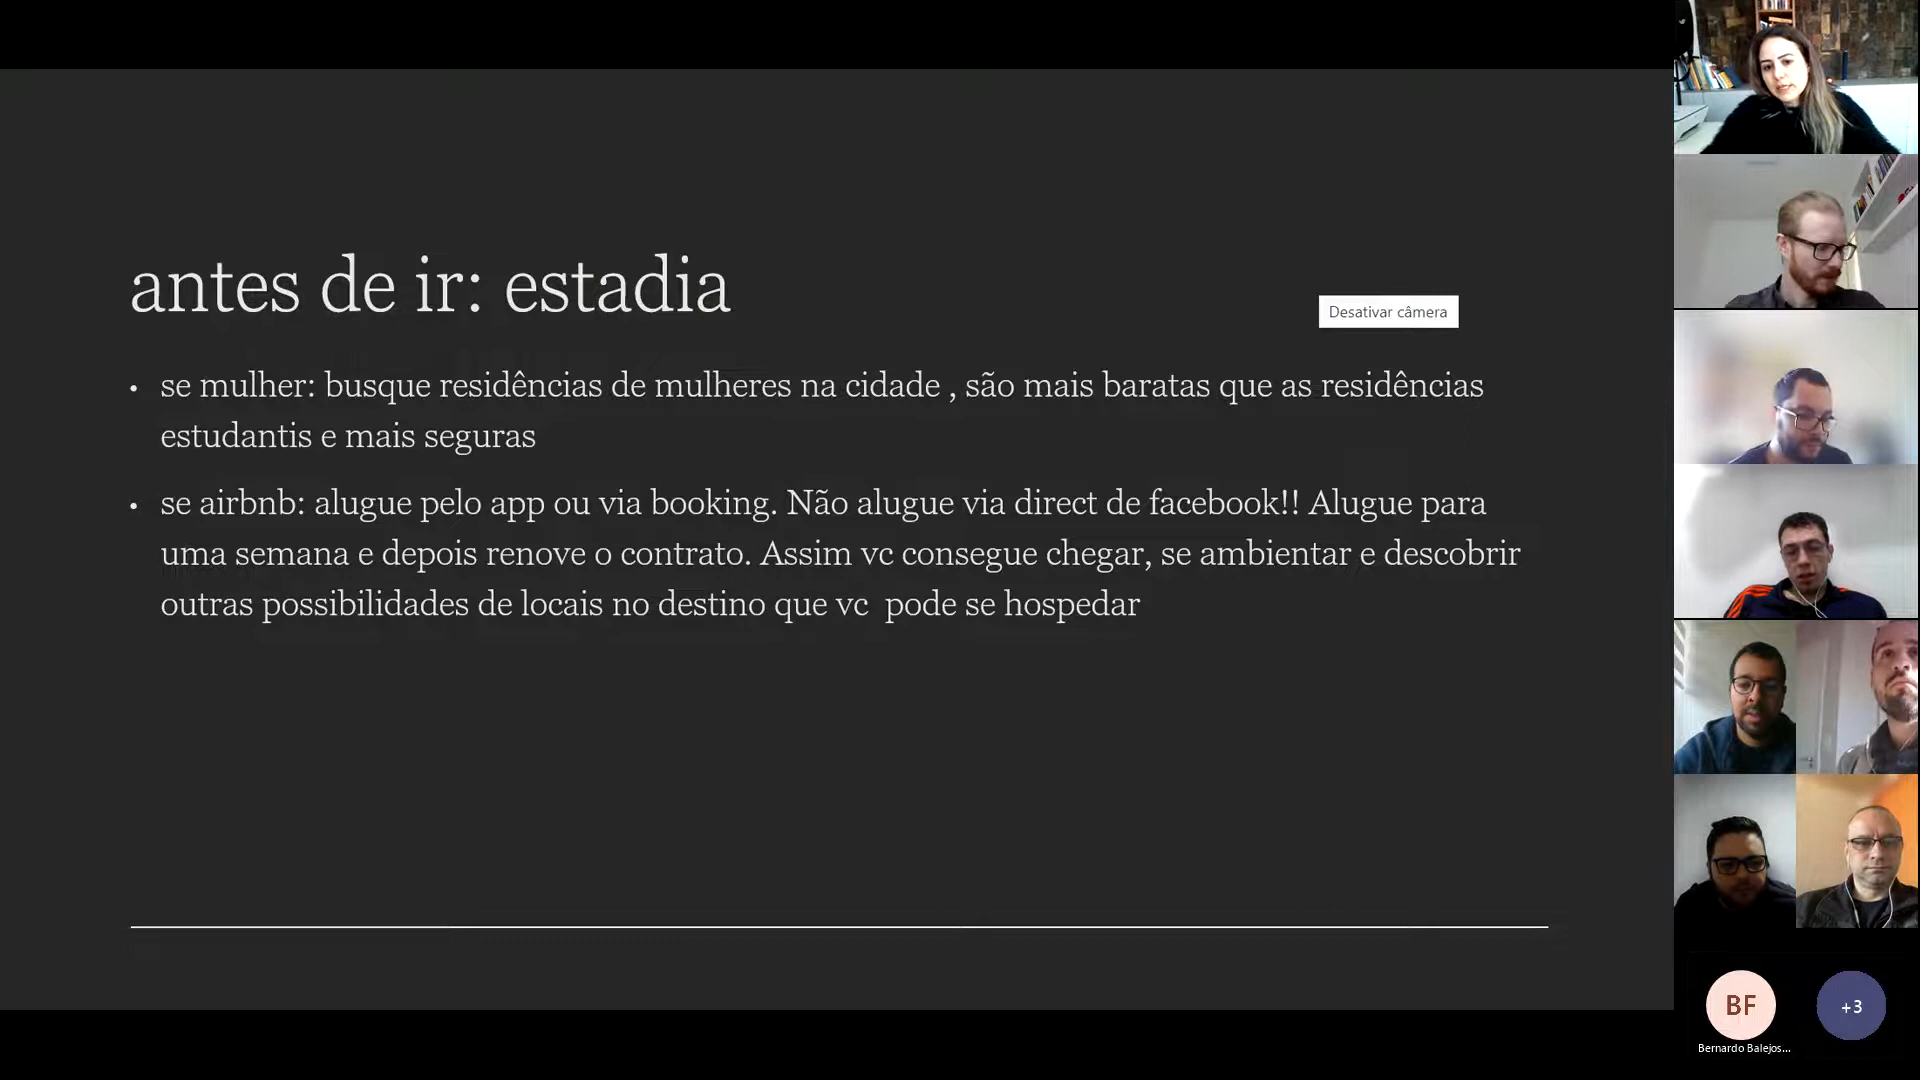 antes de ir: estadia
Desativar câmera
• se mulher: busque residências de mulheres na cidade , são mais baratas que as residências
estudantis e mais seguras
• se airbnb: alugue pelo app ou via booking. Não alugue via direct de facebook!! Alugue para
uma semana e depois renove o contrato. Assim vc consegue chegar, se ambientar e descobrir
outras possibilidades de locais no destino que vc pode se hospedar
BF
+3
Bernardo Balejos...